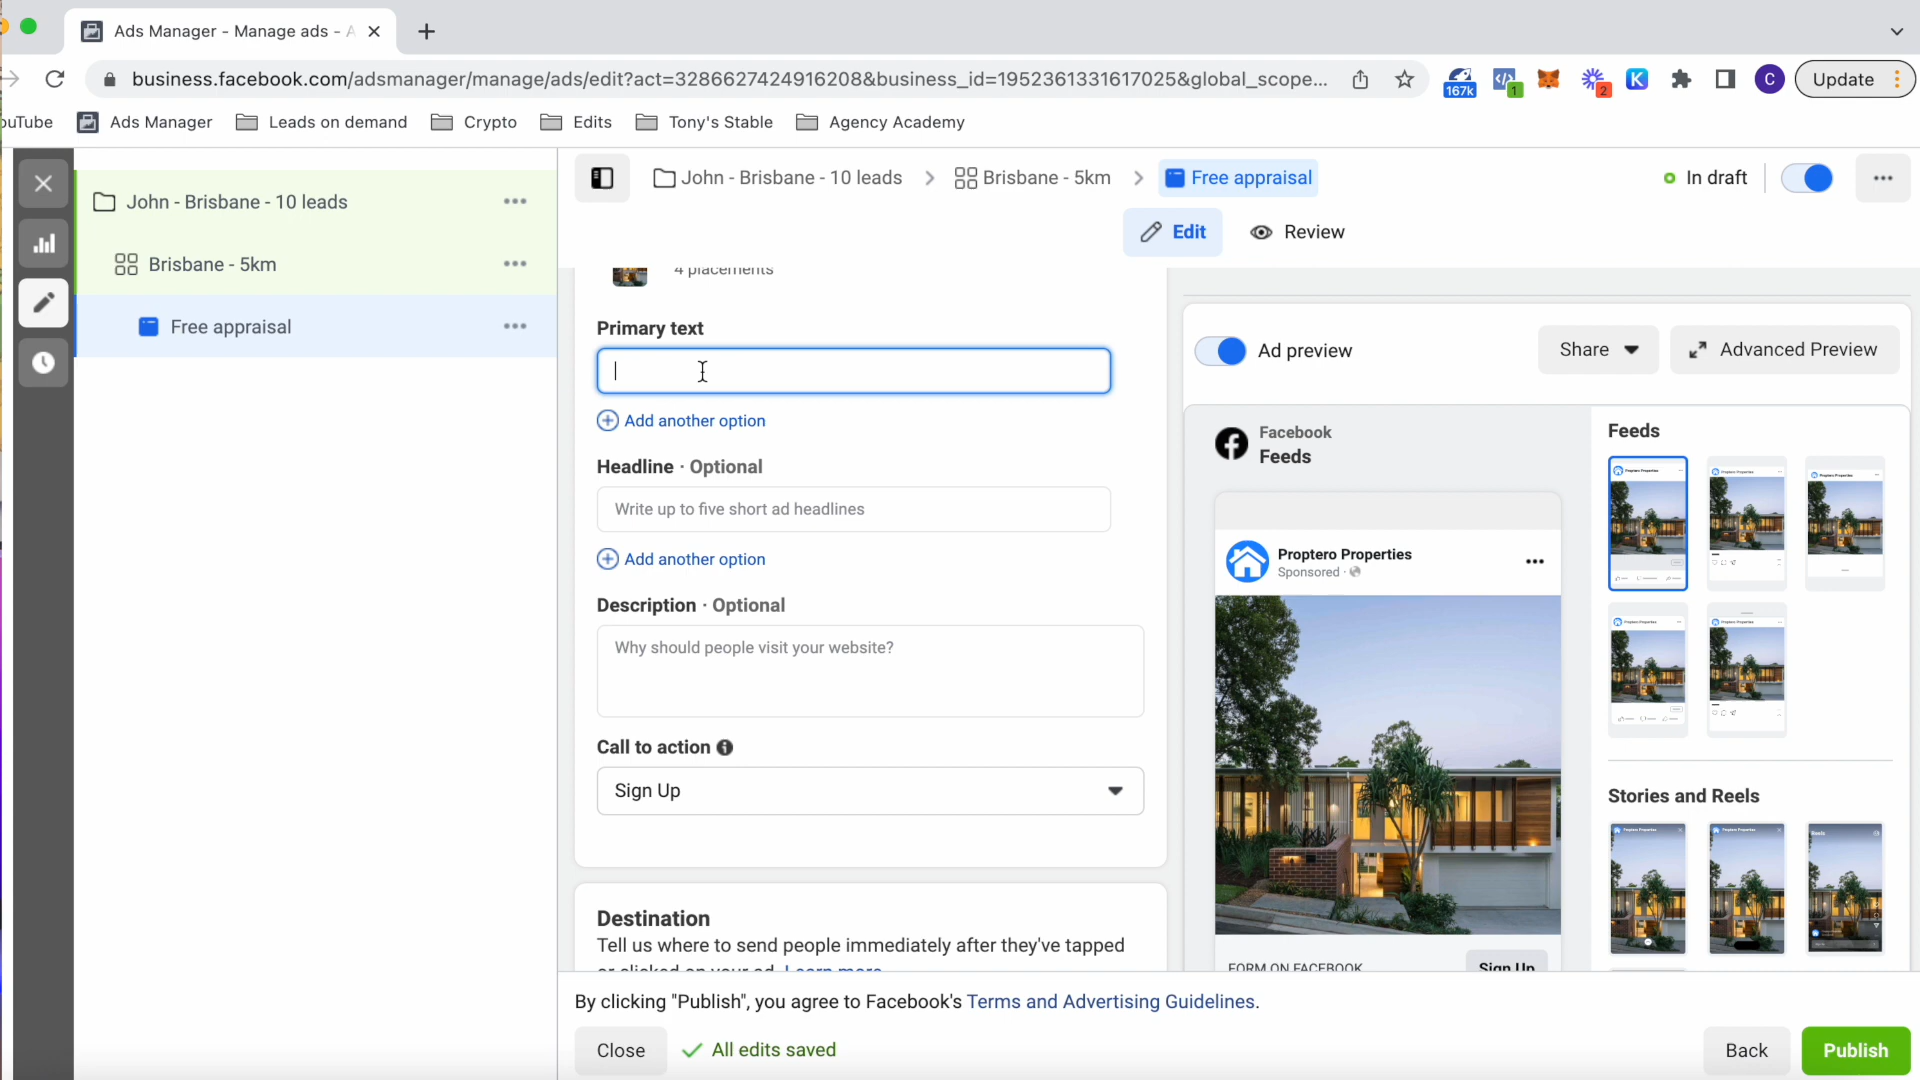 Ads Manager - Manage ads - A
business.facebook.com/adsmanager/manage/ads/edit?act=3286627424916208&business_id=1952361331617025&global_scope...
167k
1
2
C
Update
ouTube
Ads Manager
Leads on demand
Crypto
Edits
Tony's Stable
Agency Academy
John - Brisbane - 10 leads
Brisbane - 5km
Free appraisal
John - Brisbane - 10 leads
Brisbane - 5km
Free appraisal
In draft
Edit
Review
4 placements
Primary text
Add another option
Headline · Optional
Write up to five short ad headlines
Add another option
Description · Optional
Why should people visit your website?
Call to action
Sign Up
Destination
Tell us where to send people immediately after they've tapped
or clicked on your ad. Learn more
Ad preview
Share
Advanced Preview
Facebook
Feeds
Proptero Properties
Sponsored ·
FORM ON FACEBOOK
Sign Up
Feeds
Stories and Reels
By clicking "Publish", you agree to Facebook's Terms and Advertising Guidelines.
Close
All edits saved
Back
Publish